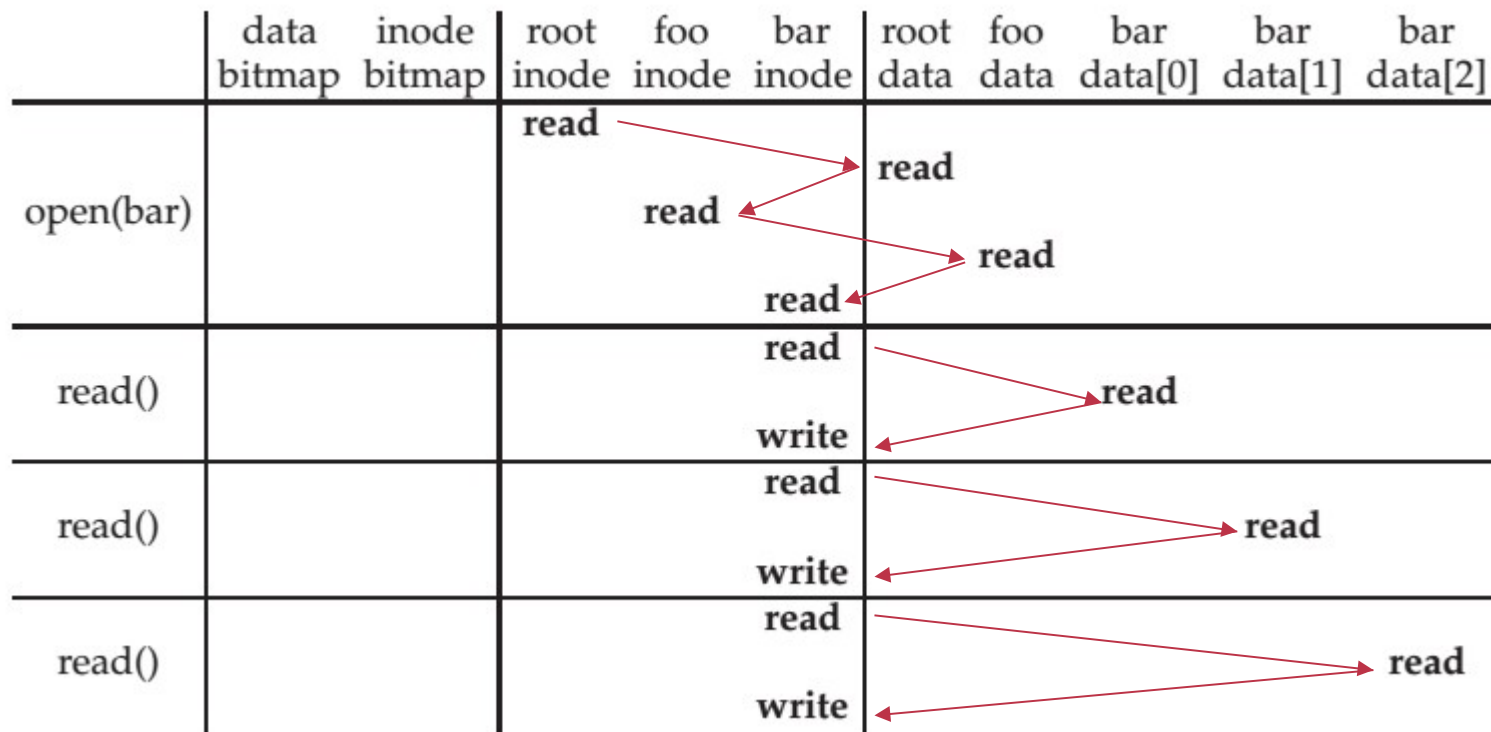 data inode root foo bar root foo bar bar bar
bitmap bitmap inode inode inode data data data[0] data[1] data[2]
read
read
open(bar) read
read
read
read
read() read
write
read
read() read
write
read
read() read
write